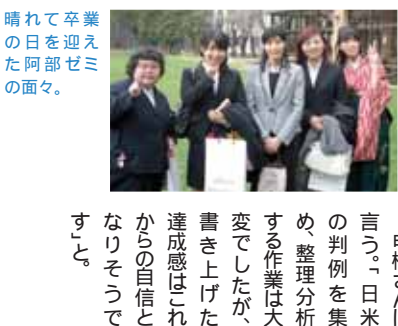 晴れて卒業
の日を迎え
た阿部ゼミ
の面々。
言う。「日米
の判例を集
め、整理分析
する作業は大
変でしたが、
書き上げた
達成感はこれ
からの自信と
なりそうで
す」と。